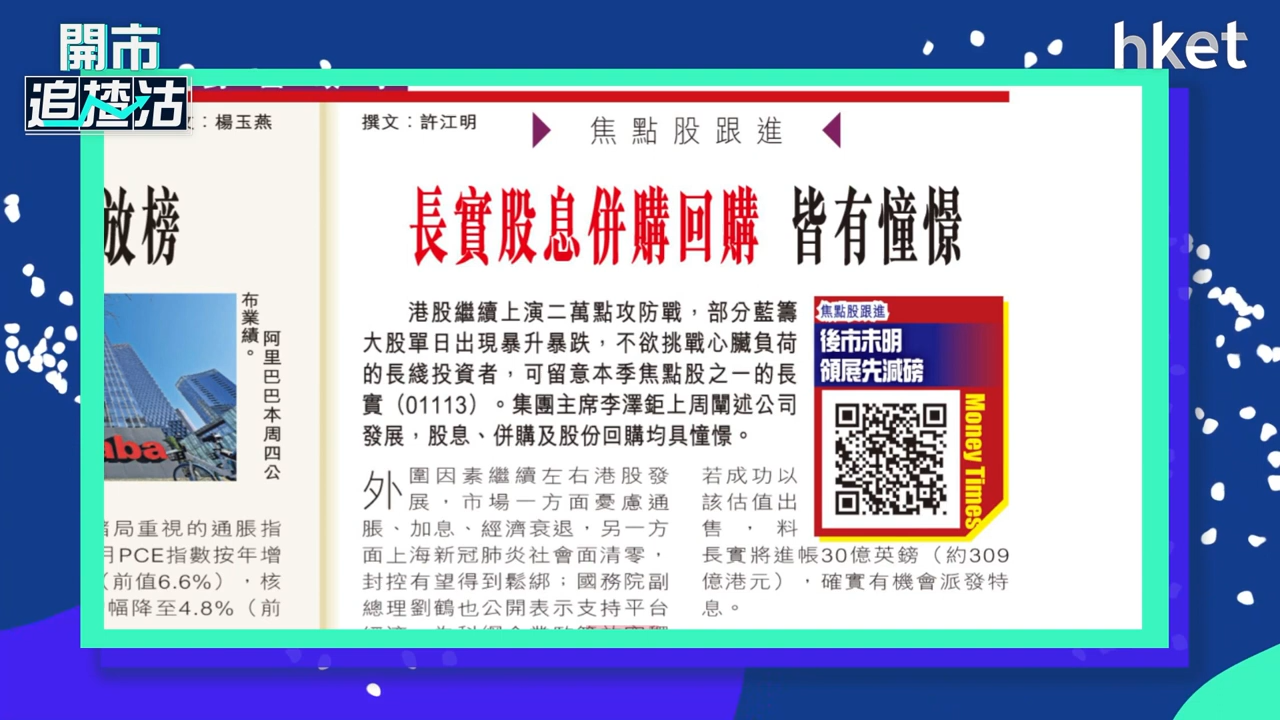 開市
追揸沽
hket
文：楊玉燕
放榜
布業績。
阿里巴巴本周四公
aba
儲局重視的通脹指
月PCE指數按年增
（前值6.6%），核
幅降至4.8%（前
撰文：許江明
焦點股跟進
長實股息併購回購 皆有憧憬
港股繼續上演二萬點攻防戰，部分藍籌
大股單日出現暴升暴跌，不欲挑戰心臟負荷
的長綫投資者，可留意本季焦點股之一的長
實（01113）。集團主席李澤鉅上周闡述公司
發展，股息、併購及股份回購均具憧憬。
外圍因素繼續左右港股發
展，市場一方面憂慮通
脹、加息、經濟衰退，另一方
面上海新冠肺炎社會面清零，
封控有望得到鬆綁；國務院副
總理劉鶴也公開表示支持平台
若成功以
該估值出
售，料
長實將進帳30億英鎊（約309
億港元），確實有機會派發特
息。
焦點股跟進
後市未明
領展先減磅
Money Times